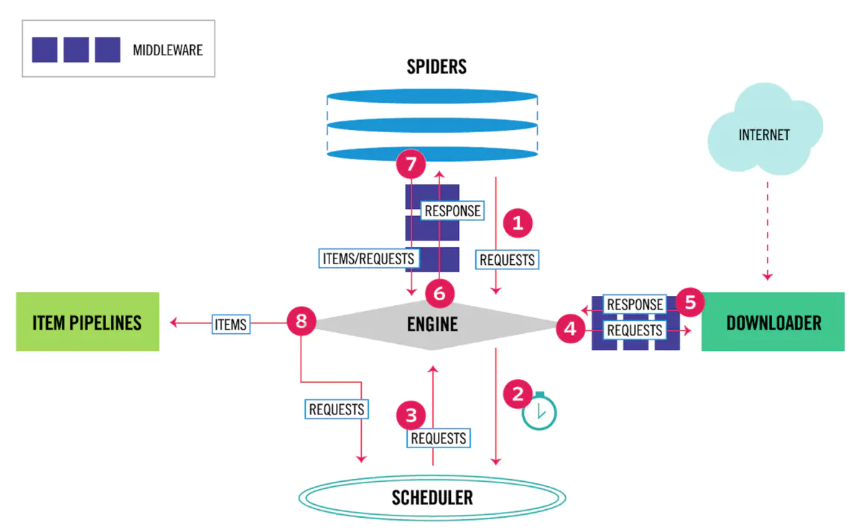 MIDDLEWARE
SPIDERS
INTERNET
7
RESPONSE
1
ITEMS/REQUESTS
REQUESTS
6
RESPONSE
5
ITEM PIPELINES
ITEMS
8
ENGINE
4
REQUESTS
DOWNLOADER
2
REQUESTS
3
REQUESTS
SCHEDULER